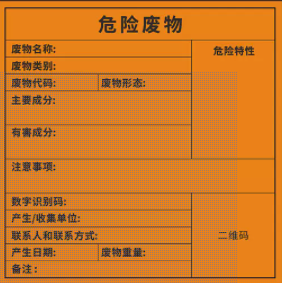 危险废物
废物名称:
危险特性
废物类别:
废物代码: 废物形态:
主要成分:
有害成分:
注意事项:
数字识别码:
产生/收集单位:
联系人和联系方式:
二维码
产生日期: 废物重量:
备注: